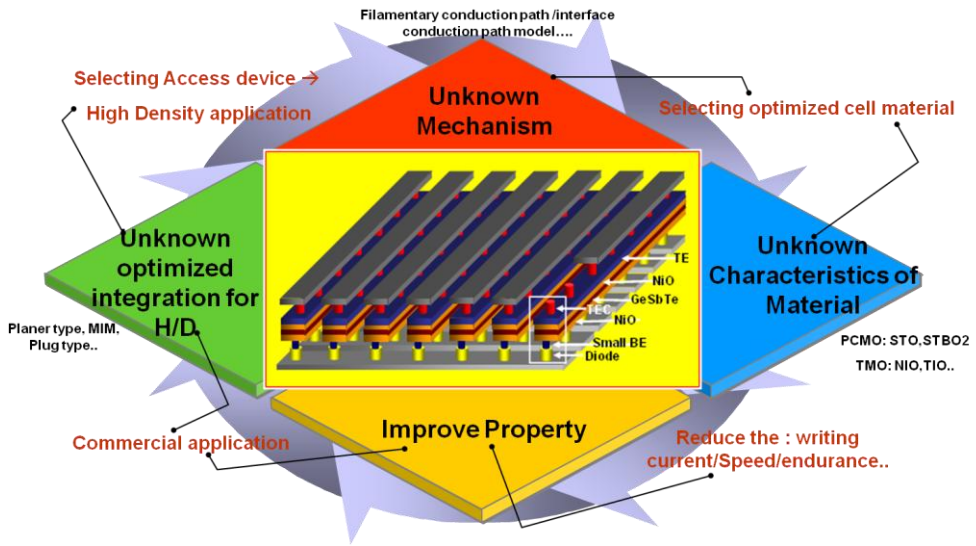 Filamentary conduction path /interface
conduction path model….
Selecting Access device →
High Density application
Unknown
Mechanism
Selecting optimized cell material
Unknown
optimized
integration for
H/D
Planer type, MIM,
Plug type..
TE
NiO
GeSbTe
TEC
NiO
Small BE
Diode
Unknown
Characteristics of
Material
PCMO: STO,STBO2
TMO: NIO,TIO..
Commercial application
Improve Property
Reduce the : writing
current/Speed/endurance..